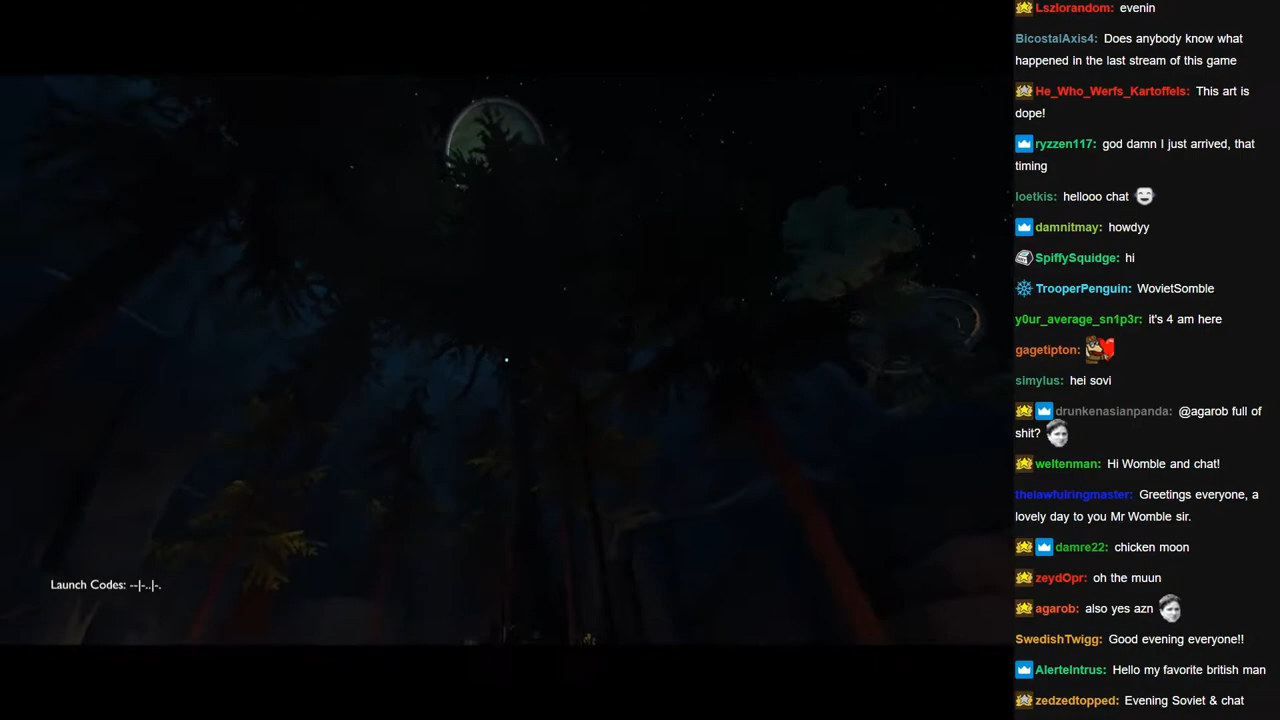 Lszlorandom: evenin
BicostalAxis4: Does anybody know what
happened in the last stream of this game
He_Who_Werfs_Kartoffels: This art is
dope!
ryzzen117: god damn I just arrived, that
timing
loetkis: hellooo chat
damnitmay: howdyy
SpiffySquidge: hi
TrooperPenguin: WovietSomble
y0ur_average_sn1p3r: it's 4 am here
gagetipton:
simylus: hei sovi
drunkenasianpanda: @agarob full of
shit?
weltenman: Hi Womble and chat!
thelawfulringmaster: Greetings everyone, a
lovely day to you Mr Womble sir.
damre22: chicken moon
zeydOpr: oh the muun
Launch Codes: --|-..|-.
agarob: also yes azn
SwedishTwigg: Good evening everyone!!
AlerteIntrus: Hello my favorite british man
zedzedtopped: Evening Soviet & chat